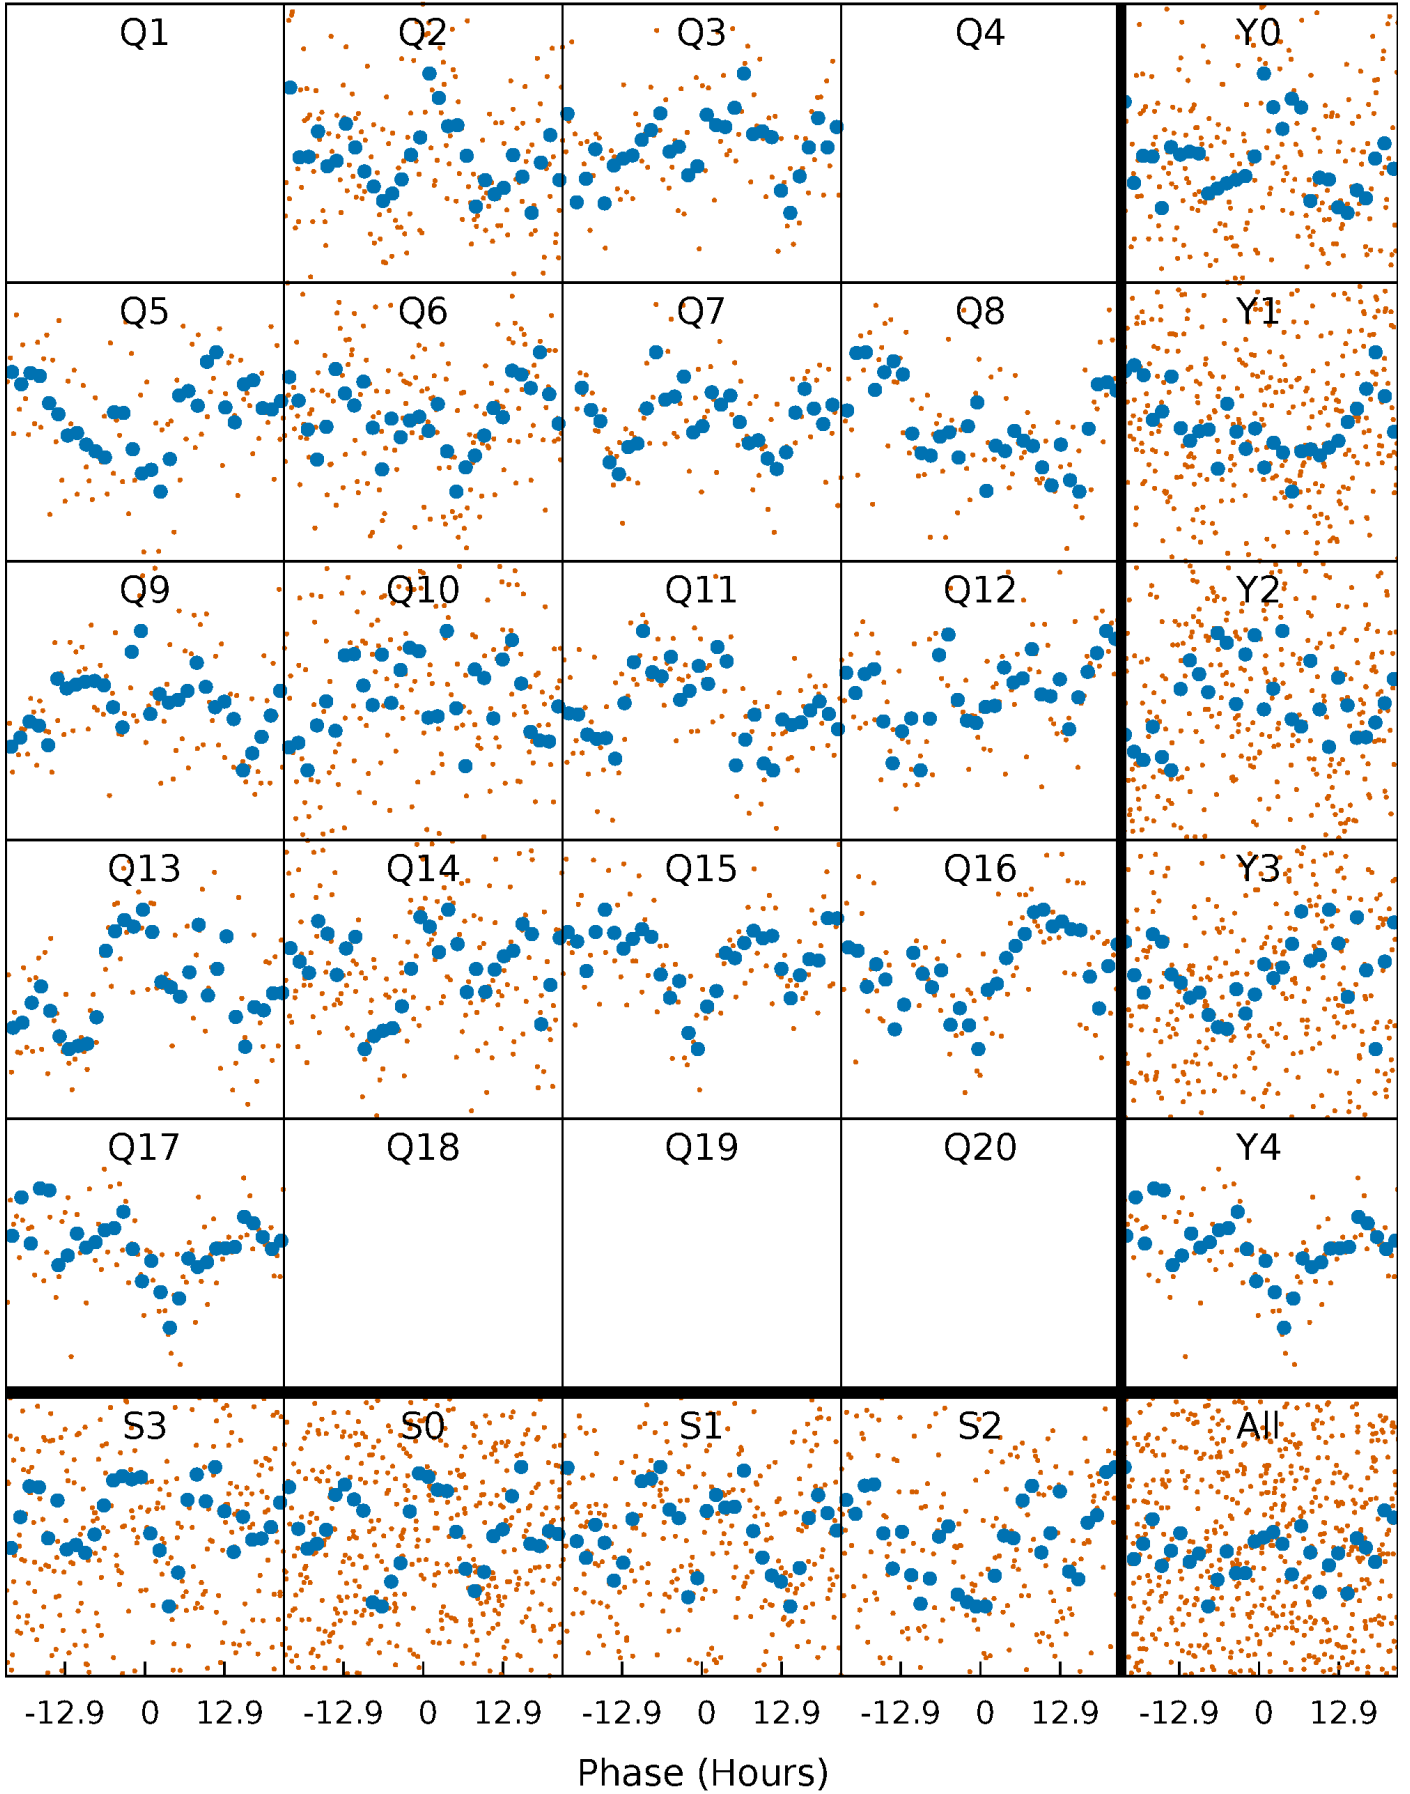 Q1 Q2 Q3 Q4 Y0
Q5 Q6 Q7 Q8 Y1
Q9 Q10 Q11 Q12 Y2
Q13 Q14 Q15 Q16 Y3
Q17 Q18 Q19 Q20 Y4
S3 S0 S1 S2 All
-12.9 0 12.9 -12.9 0 12.9 -12.9 0 12.9 -12.9 0 12.9 -12.9 0 12.9
Phase (Hours)